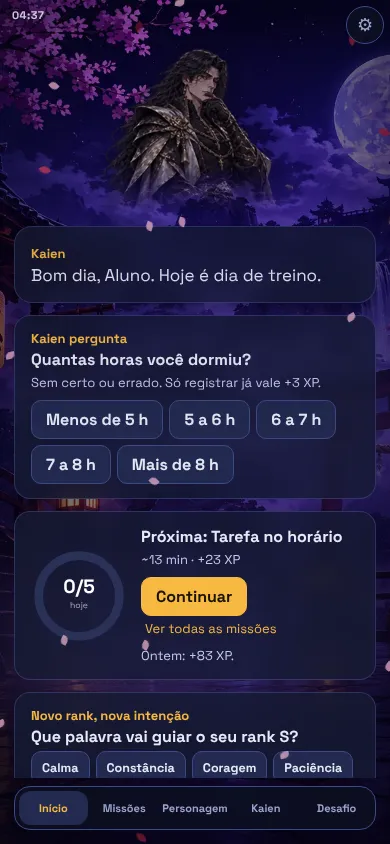 04:37
Kaien
Bom dia, Aluno. Hoje é dia de treino.
Kaien pergunta
Quantas horas você dormiu?
Sem certo ou errado. Só registrar já vale +3 XP.
Menos de 5 h
5 a 6 h
6 a 7 h
7 a 8 h
Mais de 8 h
0/5
hoje
Próxima: Tarefa no horário
~13 min · +23 XP
Continuar
Ver todas as missões
Ontem: +83 XP.
Novo rank, nova intenção
Que palavra vai guiar o seu rank S?
Calma
Constância
Coragem
Paciência
Início
Missões
Personagem
Kaien
Desafio